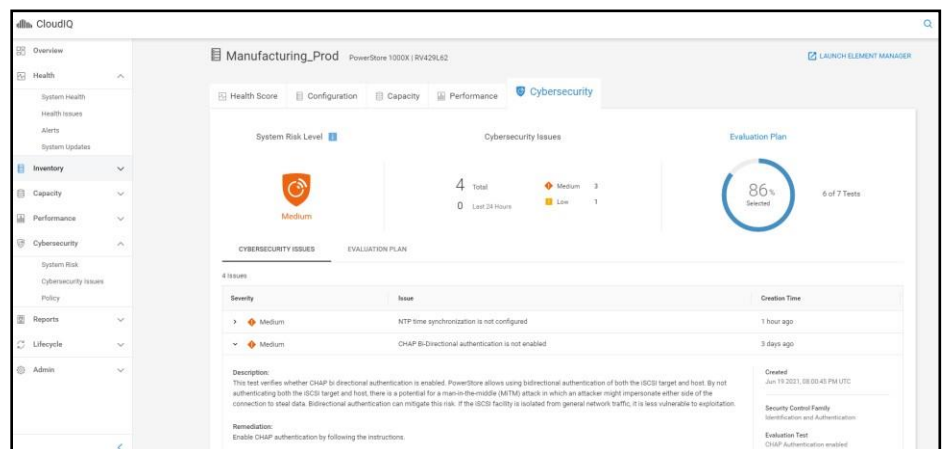 CloudIQ
Overview
Health
System Health
Health Issues
Alerts
System Updates
Inventory
Capacity
Performance
Cybersecurity
System Risk
Cybersecurity Issues
Policy
Reports
Lifecycle
Admin
Manufacturing_Prod PowerStore 1000X | RV429L62
LAUNCH ELEMENT MANAGER
Health Score Configuration Capacity Performance Cybersecurity
System Risk Level
Medium
Cybersecurity Issues
4 Total
0 Last 24 Hours
Medium 3
Low 1
Evaluation Plan
86%
Selected
6 of 7 Tests
CYBERSECURITY ISSUES EVALUATION PLAN
4 Issues
Severity Issue Creation Time
Medium NTP time synchronization is not configured 1 hour ago
Medium CHAP Bi-Directional authentication is not enabled 3 days ago
Description:
This test verifies whether CHAP bi directional authentication is enabled. PowerStore allows using bidirectional authentication of both the iSCSI target and host. By not
authenticating both the iSCSI target and host, there is a potential for a man-in-the-middle (MITM) attack in which an attacker might impersonate either side of the
connection to steal data. Bidirectional authentication can mitigate this risk. If the iSCSI facility is isolated from general network traffic, it is less vulnerable to exploitation.
Remediation:
Enable CHAP authentication by following the instructions.
Created
Jun 19 2021, 08:00:45 PM UTC
Security Control Family
Identification and Authentication
Evaluation Test
CHAP Authentication enabled